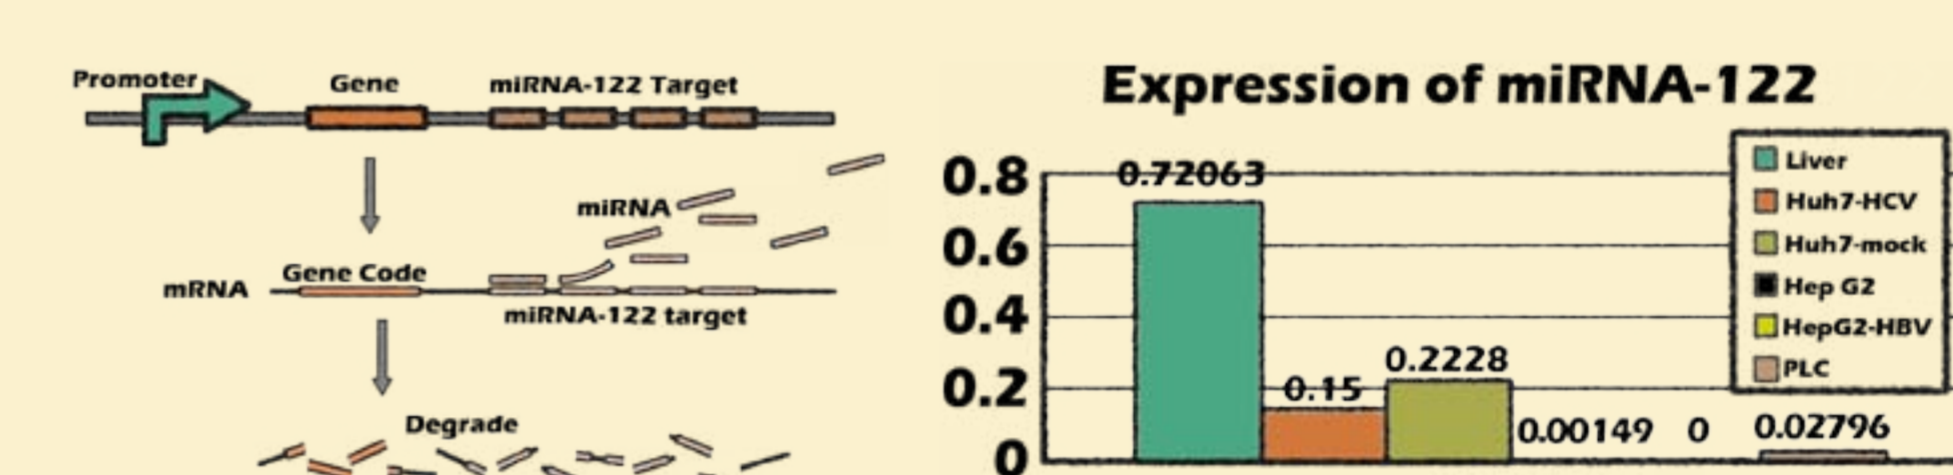 Promoter
Gene
miRNA-122 Target
miRNA
mRNA
Gene Code
miRNA-122 target
Degrade
Expression of miRNA-122
0.8
0.6
0.4
0.2
0
0.72063
0.15
0.2228
0.00149
0
0.02796
Liver
Huh7-HCV
Huh7-mock
Hep G2
HepG2-HBV
PLC